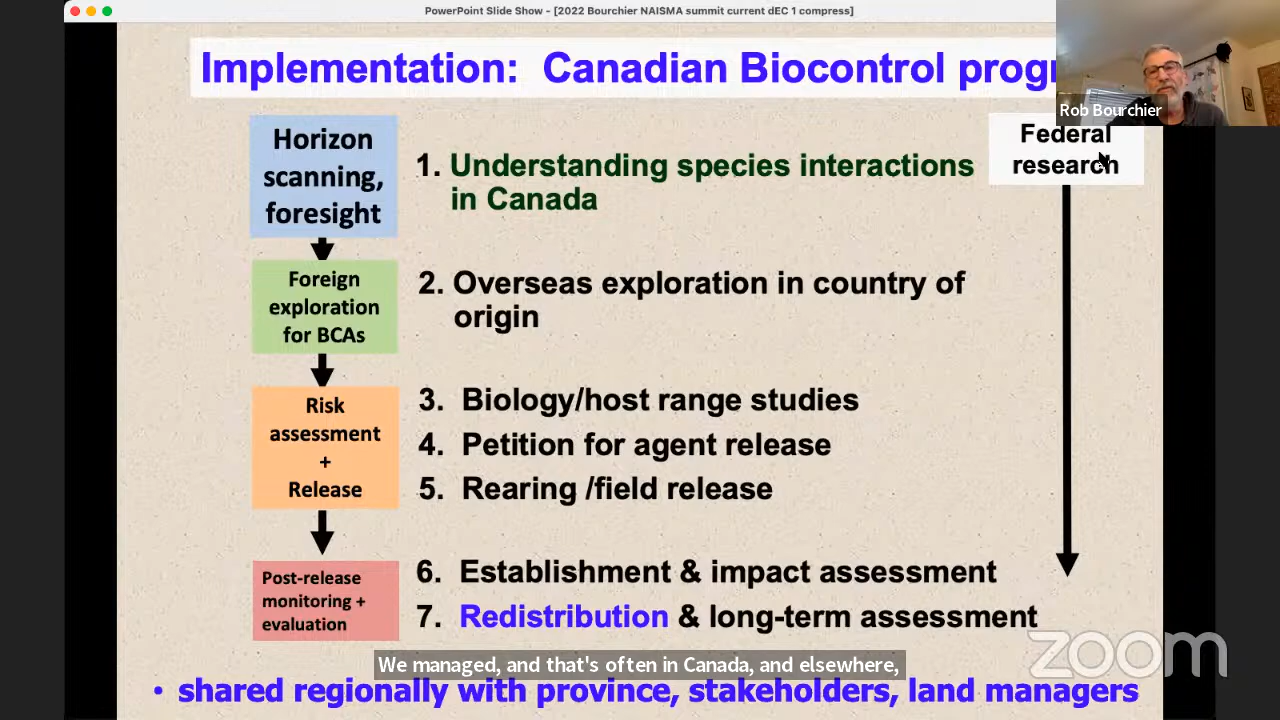 PowerPoint Slide Show - [2022 Bourchier NAISMA summit current dEC 1 compress]
Implementation: Canadian Biocontrol progr
Rob Bourchier
Federal
research
Horizon
scanning,
foresight
1. Understanding species interactions
in Canada
Foreign
exploration
for BCAs
2. Overseas exploration in country of
origin
Risk
assessment
+
Release
3. Biology/host range studies
4. Petition for agent release
5. Rearing /field release
Post-release
monitoring +
evaluation
6. Establishment & impact assessment
7. Redistribution & long-term assessment
zoom
We managed, and that's often in Canada, and elsewhere,
• shared regionally with province, stakeholders, land managers